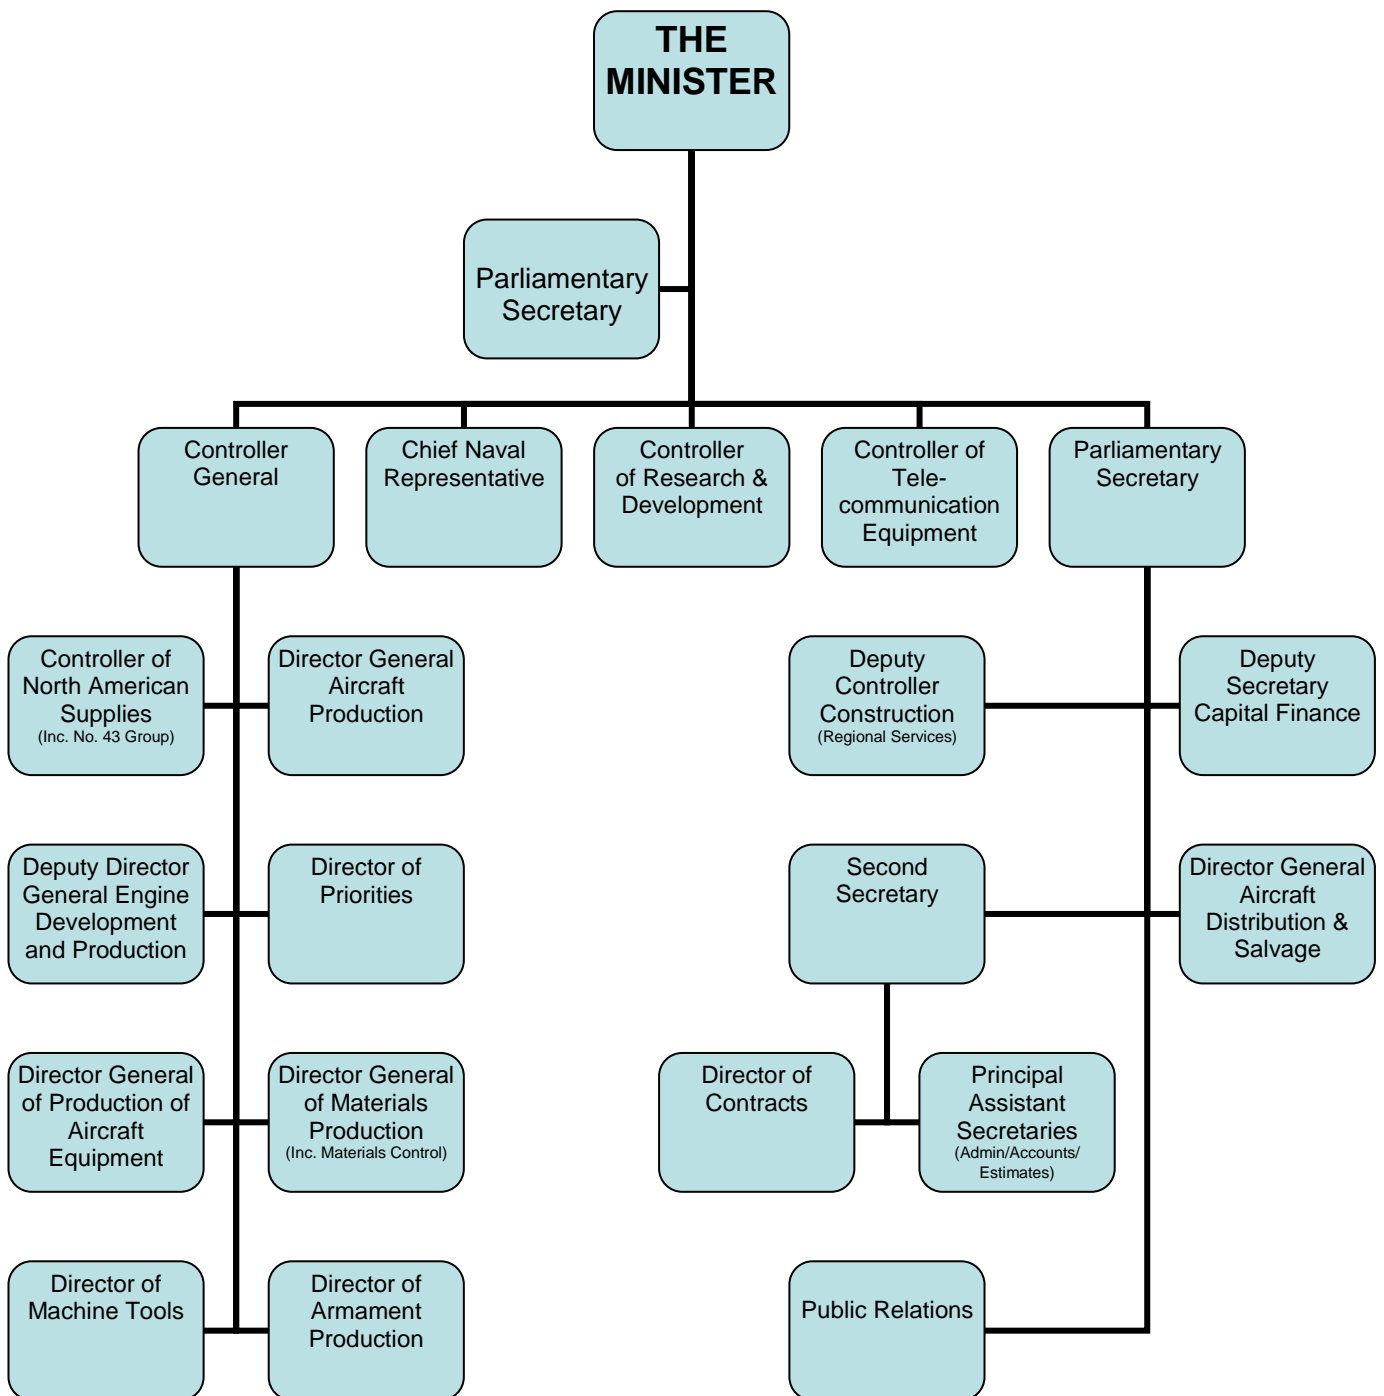 THE
MINISTER
Parliamentary
Secretary
Controller
General
Chief Naval
Representative
Controller
of Research &
Development
Controller of
Tele-
communication
Equipment
Parliamentary
Secretary
Controller of
North American
Supplies
(Inc. No. 43 Group)
Director General
Aircraft
Production
Deputy
Controller
Construction
(Regional Services)
Deputy
Secretary
Capital Finance
Deputy Director
General Engine
Development
and Production
Director of
Priorities
Second
Secretary
Director General
Aircraft
Distribution &
Salvage
Director General
of Production of
Aircraft
Equipment
Director General
of Materials
Production
(Inc. Materials Control)
Director of
Contracts
Principal
Assistant
Secretaries
(Admin/Accounts/
Estimates)
Director of
Machine Tools
Director of
Armament
Production
Public Relations